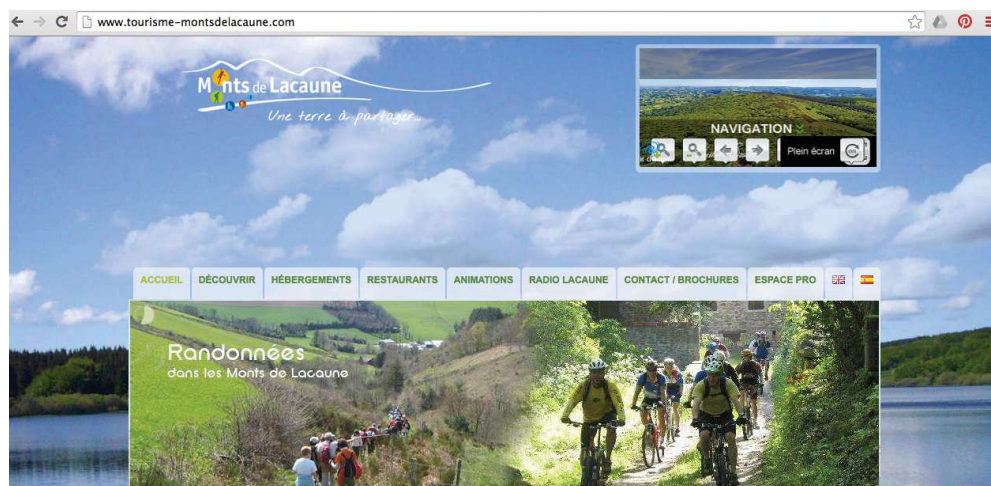 www.tourisme-montsdelacaune.com
Monts de Lacaune
Une terre à partager...
NAVIGATION
Plein écran
ACCUEIL DÉCOUVRIR HÉBERGEMENTS RESTAURANTS ANIMATIONS RADIO LACAUNE CONTACT / BROCHURES ESPACE PRO
Randonnées
dans les Monts de Lacaune